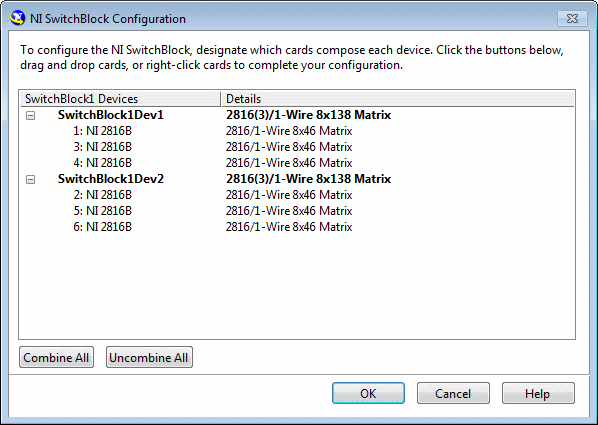 NI SwitchBlock Configuration
To configure the NI SwitchBlock, designate which cards compose each device. Click the buttons below,
drag and drop cards, or right-click cards to complete your configuration.
SwitchBlock1 Devices Details
SwitchBlock1Dev1 2816(3)/1-Wire 8x138 Matrix
1: NI 2816B 2816/1-Wire 8x46 Matrix
3: NI 2816B 2816/1-Wire 8x46 Matrix
4: NI 2816B 2816/1-Wire 8x46 Matrix
SwitchBlock1Dev2 2816(3)/1-Wire 8x138 Matrix
2: NI 2816B 2816/1-Wire 8x46 Matrix
5: NI 2816B 2816/1-Wire 8x46 Matrix
6: NI 2816B 2816/1-Wire 8x46 Matrix
Combine All Uncombine All
OK Cancel Help